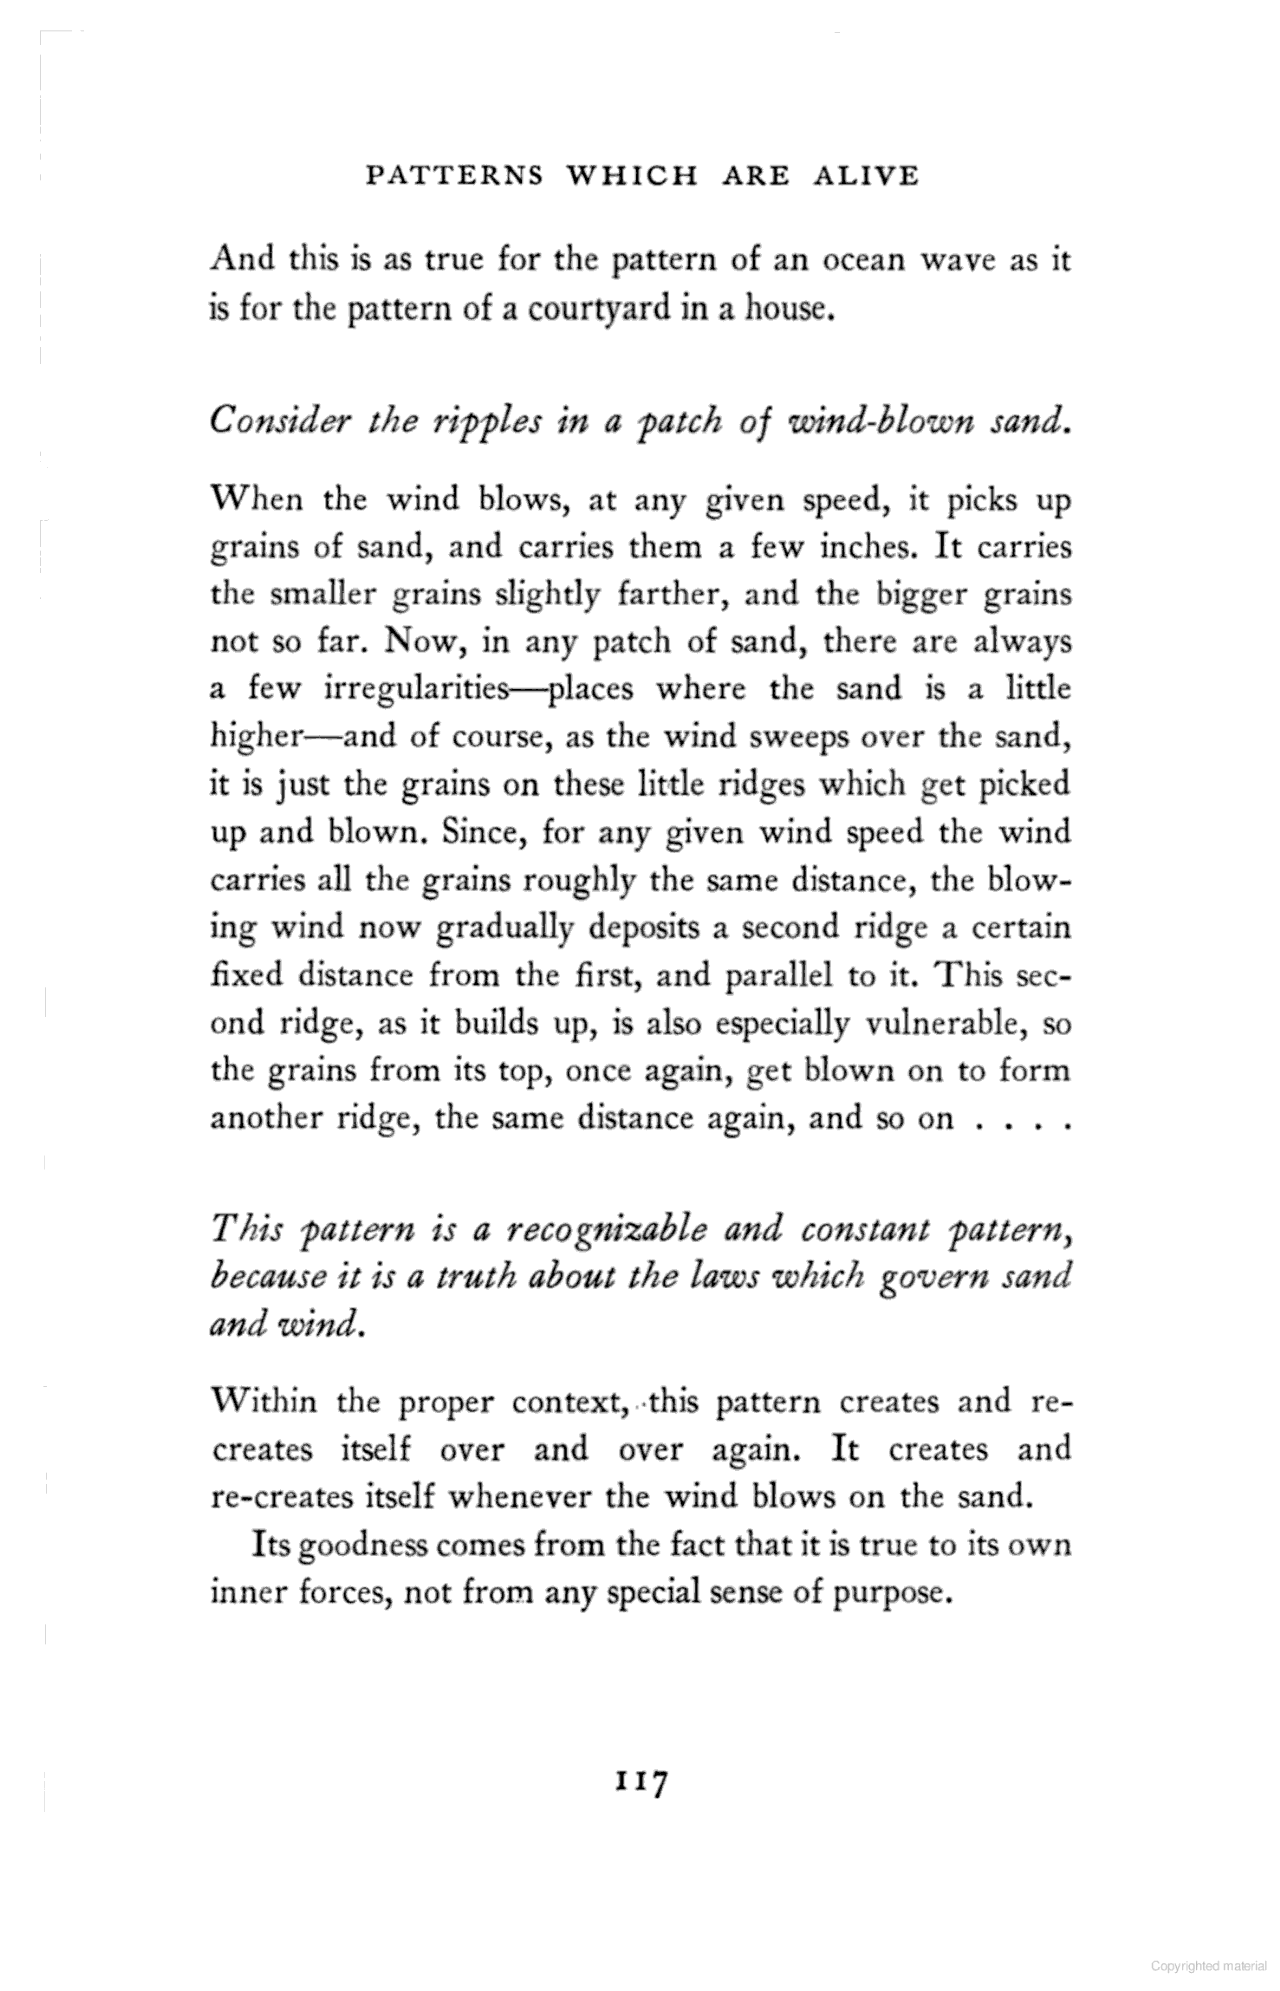 PATTERNS WHICH ARE ALIVE
And this is as true for the pattern of an ocean wave as it
is for the pattern of a courtyard in a house.
Consider the ripples in a patch of wind-blown sand.
When the wind blows, at any given speed, it picks up
grains of sand, and carries them a few inches. It carries
the smaller grains slightly farther, and the bigger grains
not so far. Now, in any patch of sand, there are always
a few irregularities—places where the sand is a little
higher—and of course, as the wind sweeps over the sand,
it is just the grains on these little ridges which get picked
up and blown. Since, for any given wind speed the wind
carries all the grains roughly the same distance, the blow-
ing wind now gradually deposits a second ridge a certain
fixed distance from the first, and parallel to it. This sec-
ond ridge, as it builds up, is also especially vulnerable, so
the grains from its top, once again, get blown on to form
another ridge, the same distance again, and so on . . . .
This pattern is a recognizable and constant pattern,
because it is a truth about the laws which govern sand
and wind.
Within the proper context, this pattern creates and re-
creates itself over and over again. It creates and
re-creates itself whenever the wind blows on the sand.
Its goodness comes from the fact that it is true to its own
inner forces, not from any special sense of purpose.
117
Copyrighted material